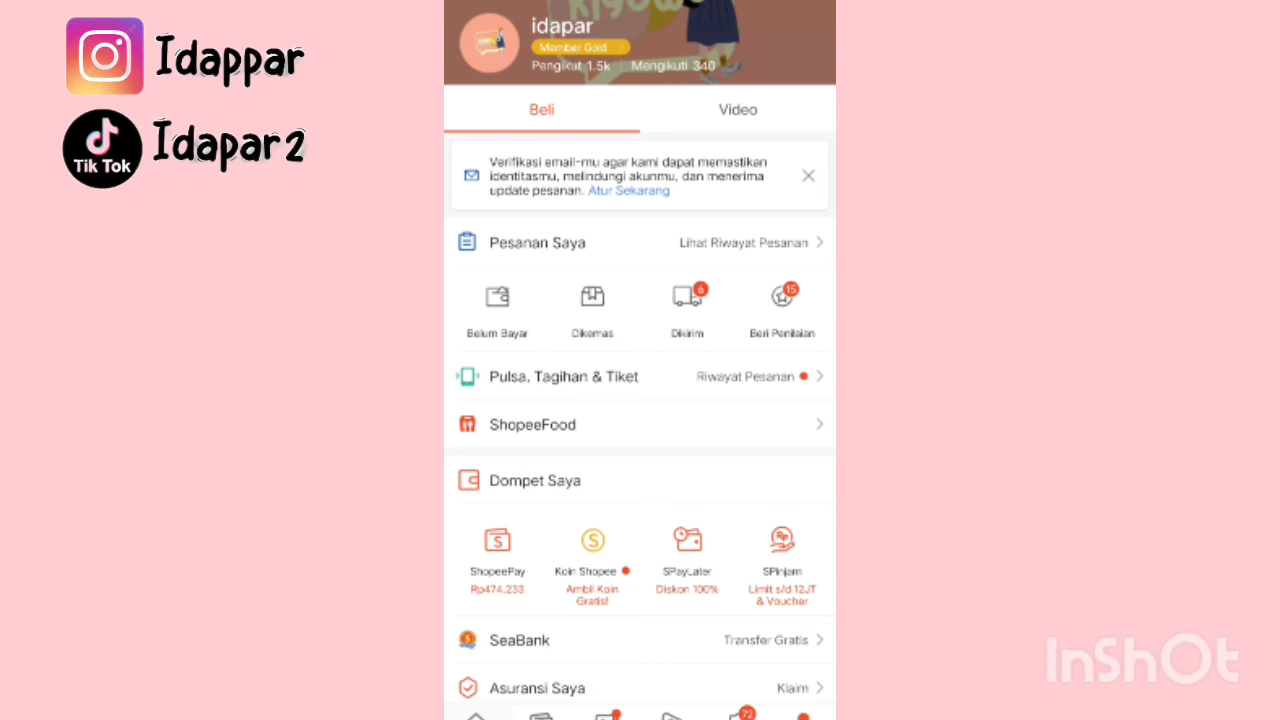 Idappar
Tik Tok
Idapar2
idapar
Member Gold
Pengikut 1.5k
Mengikuti 340
Beli
Video
Verifikasi email-mu agar kami dapat memastikan
identitasmu, melindungi akunmu, dan menerima
update pesanan. Atur Sekarang
Pesanan Saya
Lihat Riwayat Pesanan
6
15
Belum Bayar
Dikemas
Dikirim
Beri Penilaian
Pulsa, Tagihan & Tiket
Riwayat Pesanan
ShopeeFood
Dompet Saya
ShopeePay
Koin Shopee
SPayLater
SPinjam
Rp474.233
Ambil Koin
Gratis!
Diskon 100%
Limit s/d 12JT
& Voucher
SeaBank
Transfer Gratis
Asuransi Saya
Klaim
72
InShOt